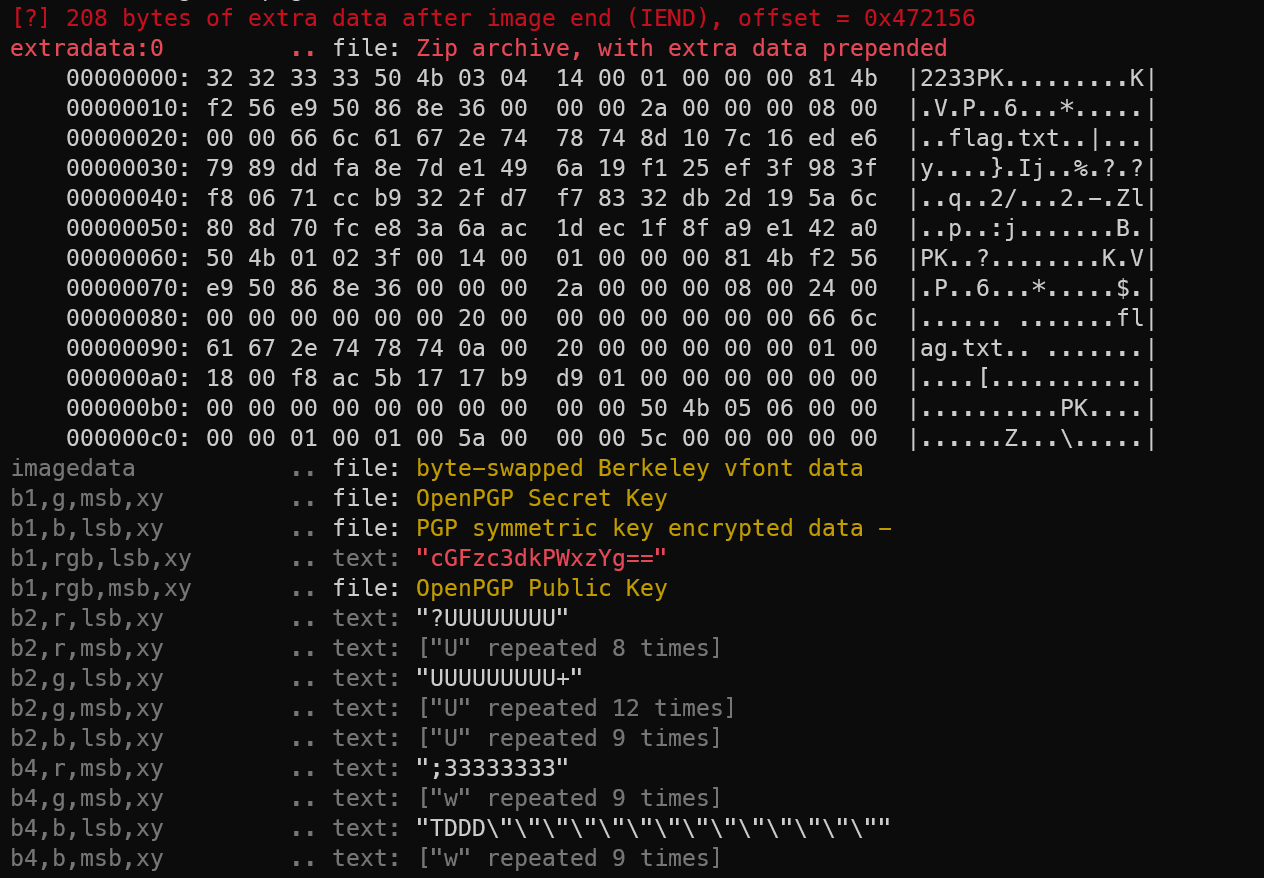 [?] 208 bytes of extra data after image end (IEND), offset = 0x472156
extradata:0         .. file: Zip archive, with extra data prepended
    00000000: 32 32 33 33 50 4b 03 04  14 00 01 00 00 00 81 4b  |2233PK.........K|
    00000010: f2 56 e9 50 86 8e 36 00  00 00 2a 00 00 00 08 00  |.V.P..6...*.....|
    00000020: 00 00 66 6c 61 67 2e 74  78 74 8d 10 7c 16 ed e6  |..flag.txt..|...|
    00000030: 79 89 dd fa 8e 7d e1 49  6a 19 f1 25 ef 3f 98 3f  |y....}.Ij..%.?.?|
    00000040: f8 06 71 cc b9 32 2f d7  f7 83 32 db 2d 19 5a 6c  |..q..2/...2.-.Zl|
    00000050: 80 8d 70 fc e8 3a 6a ac  1d ec 1f 8f a9 e1 42 a0  |..p..:j.......B.|
    00000060: 50 4b 01 02 3f 00 14 00  01 00 00 00 81 4b f2 56  |PK..?........K.V|
    00000070: e9 50 86 8e 36 00 00 00  2a 00 00 00 08 00 24 00  |.P..6...*.....$.|
    00000080: 00 00 00 00 00 00 20 00  00 00 00 00 00 00 66 6c  |...... .......fl|
    00000090: 61 67 2e 74 78 74 0a 00  20 00 00 00 00 00 01 00  |ag.txt.. .......|
    000000a0: 18 00 f8 ac 5b 17 17 b9  d9 01 00 00 00 00 00 00  |....[...........|
    000000b0: 00 00 00 00 00 00 00 00  00 00 50 4b 05 06 00 00  |..........PK....|
    000000c0: 00 00 01 00 01 00 5a 00  00 00 5c 00 00 00 00 00  |......Z...\.....|
imagedata           .. file: byte-swapped Berkeley vfont data
b1,g,msb,xy         .. file: OpenPGP Secret Key
b1,b,lsb,xy         .. file: PGP symmetric key encrypted data -
b1,rgb,lsb,xy       .. text: "cGFzc3dkPWxzYg=="
b1,rgb,msb,xy       .. file: OpenPGP Public Key
b2,r,lsb,xy         .. text: "?UUUUUUUU"
b2,r,msb,xy         .. text: ["U" repeated 8 times]
b2,g,lsb,xy         .. text: "UUUUUUUUU+"
b2,g,msb,xy         .. text: ["U" repeated 12 times]
b2,b,lsb,xy         .. text: ["U" repeated 9 times]
b4,r,msb,xy         .. text: ";33333333"
b4,g,msb,xy         .. text: ["w" repeated 9 times]
b4,b,lsb,xy         .. text: "TDDD\"\"\"\"\"\"\"\"\"\"\"\"\"\""
b4,b,msb,xy         .. text: ["w" repeated 9 times]